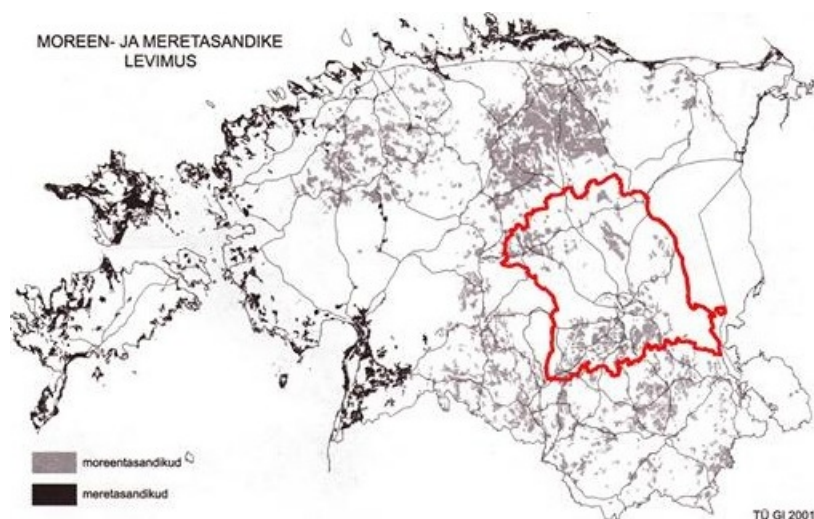 MOREEN- JA MERETASANDIKE
LEVIMUS
moreentasandikud
meretasandikud
TÜ GI 2001